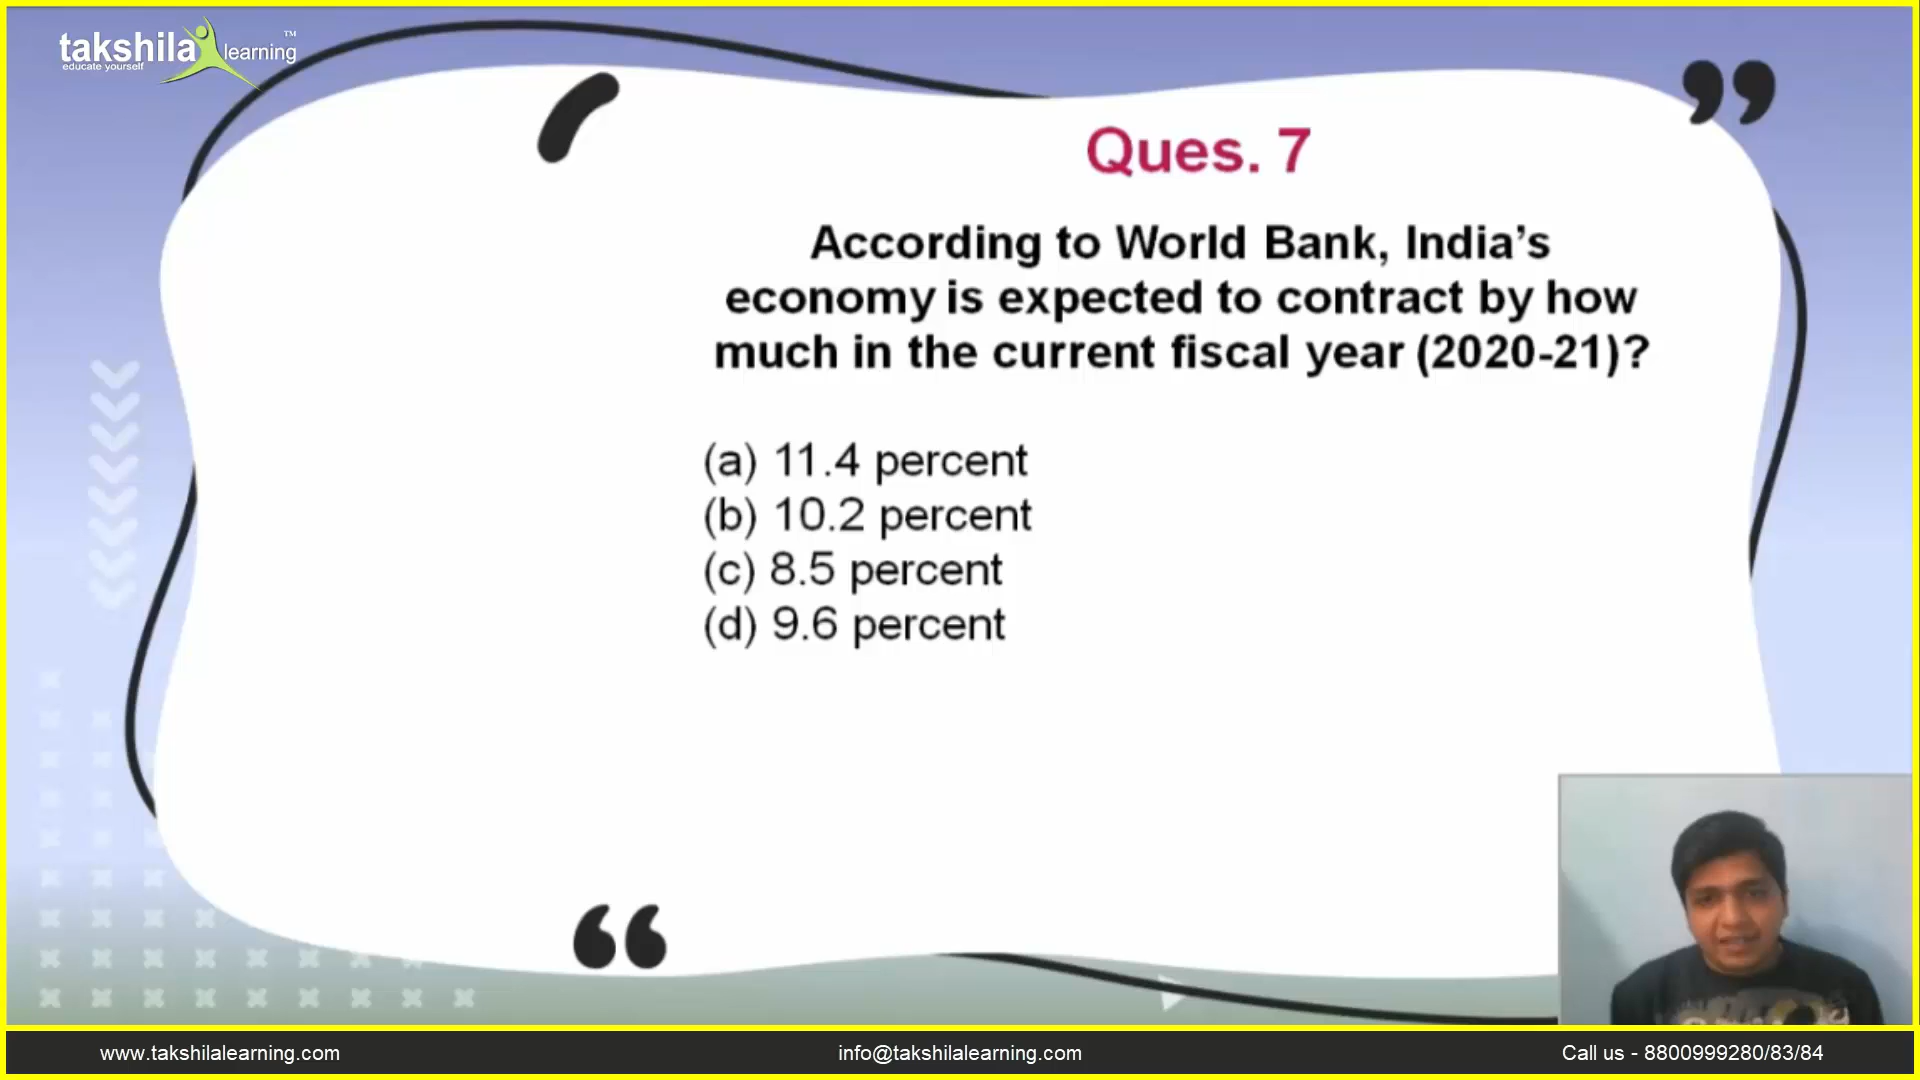 takshila learning ™
educate yourself
Ques. 7
According to World Bank, India’s
economy is expected to contract by how
much in the current fiscal year (2020-21)?
(a) 11.4 percent
(b) 10.2 percent
(c) 8.5 percent
(d) 9.6 percent
www.takshilalearning.com info@takshilalearning.com Call us - 8800999280/83/84